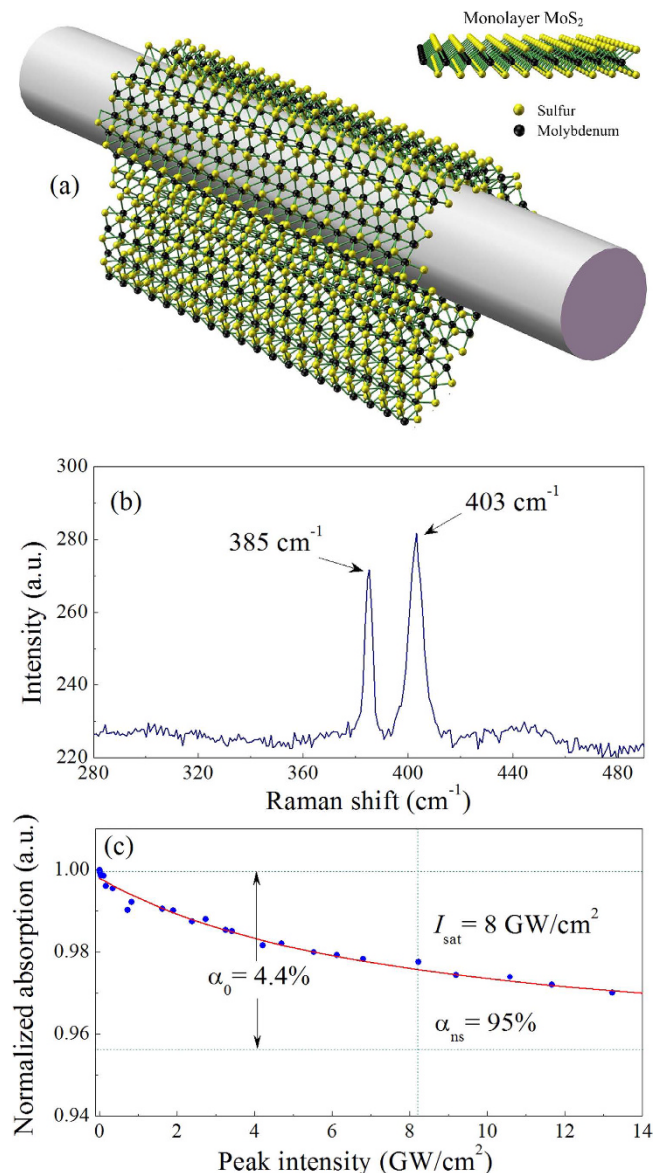 Monolayer MoS₂
Sulfur
Molybdenum
(a)
300
(b)
403 cm⁻¹
385 cm⁻¹
280
260
240
220
Intensity (a.u.)
280 320 360 400 440 480
Raman shift (cm⁻¹)
(c)
1.00
0.98
0.96
0.94
Normalized absorption (a.u.)
I_sat = 8 GW/cm²
α₀ = 4.4%
α_ns = 95%
0 2 4 6 8 10 12 14
Peak intensity (GW/cm²)